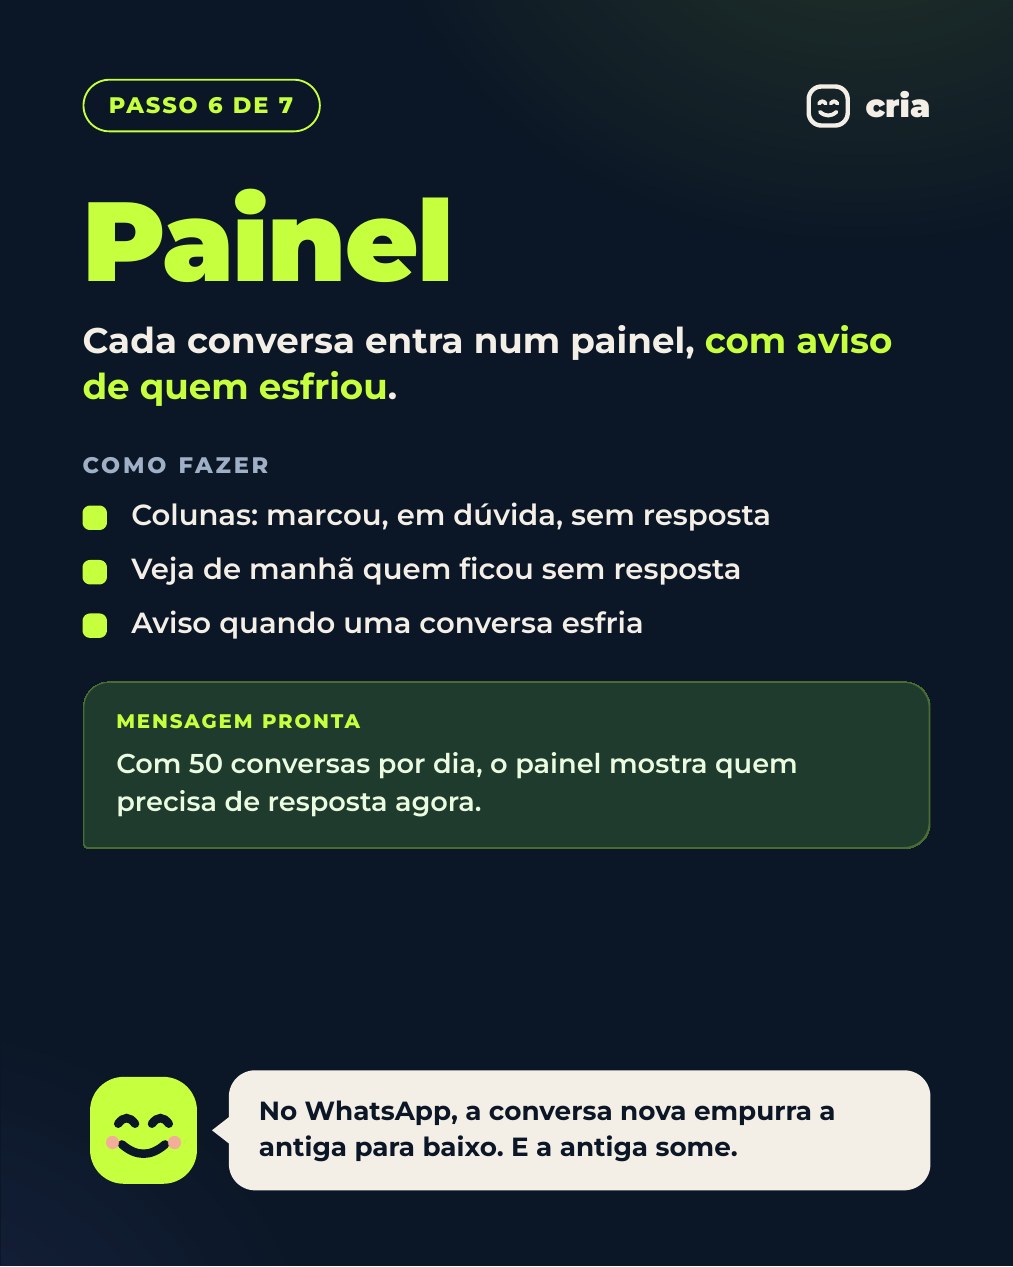 PASSO 6 DE 7
cria
Painel
Cada conversa entra num painel, com aviso
de quem esfriou.
COMO FAZER
Colunas: marcou, em dúvida, sem resposta
Veja de manhã quem ficou sem resposta
Aviso quando uma conversa esfria
MENSAGEM PRONTA
Com 50 conversas por dia, o painel mostra quem
precisa de resposta agora.
No WhatsApp, a conversa nova empurra a
antiga para baixo. E a antiga some.